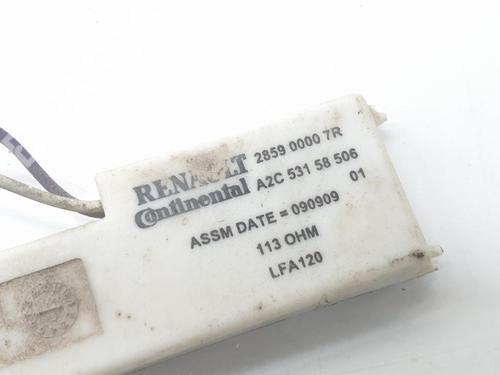 RENAULT 2859 0000 7R
Continental A2C 531 58 506
01
ASSM DATE = 090909
113 OHM
LFA120